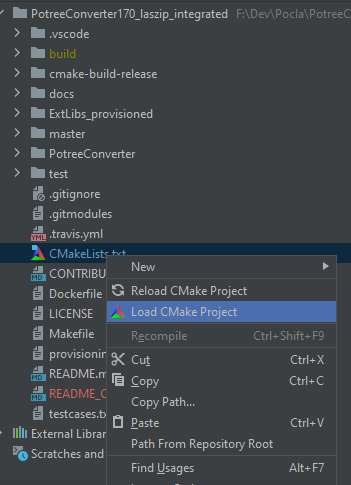 PotreeConverter170_laszip_integrated F:\Dev\Pocla\PotreeC
.vscode
build
cmake-build-release
docs
ExtLibs_provisioned
master
PotreeConverter
test
.gitignore
.gitmodules
.travis.yml
CMakeLists.txt
CONTRIBU
New
Dockerfile
Reload CMake Project
LICENSE
Load CMake Project
Makefile
Recompile Ctrl+Shift+F9
provisionin
Cut Ctrl+X
README.m
Copy Ctrl+C
README_C
Copy Path...
testcases.tx
Paste Ctrl+V
External Librar
Path From Repository Root
Scratches and
Find Usages Alt+F7